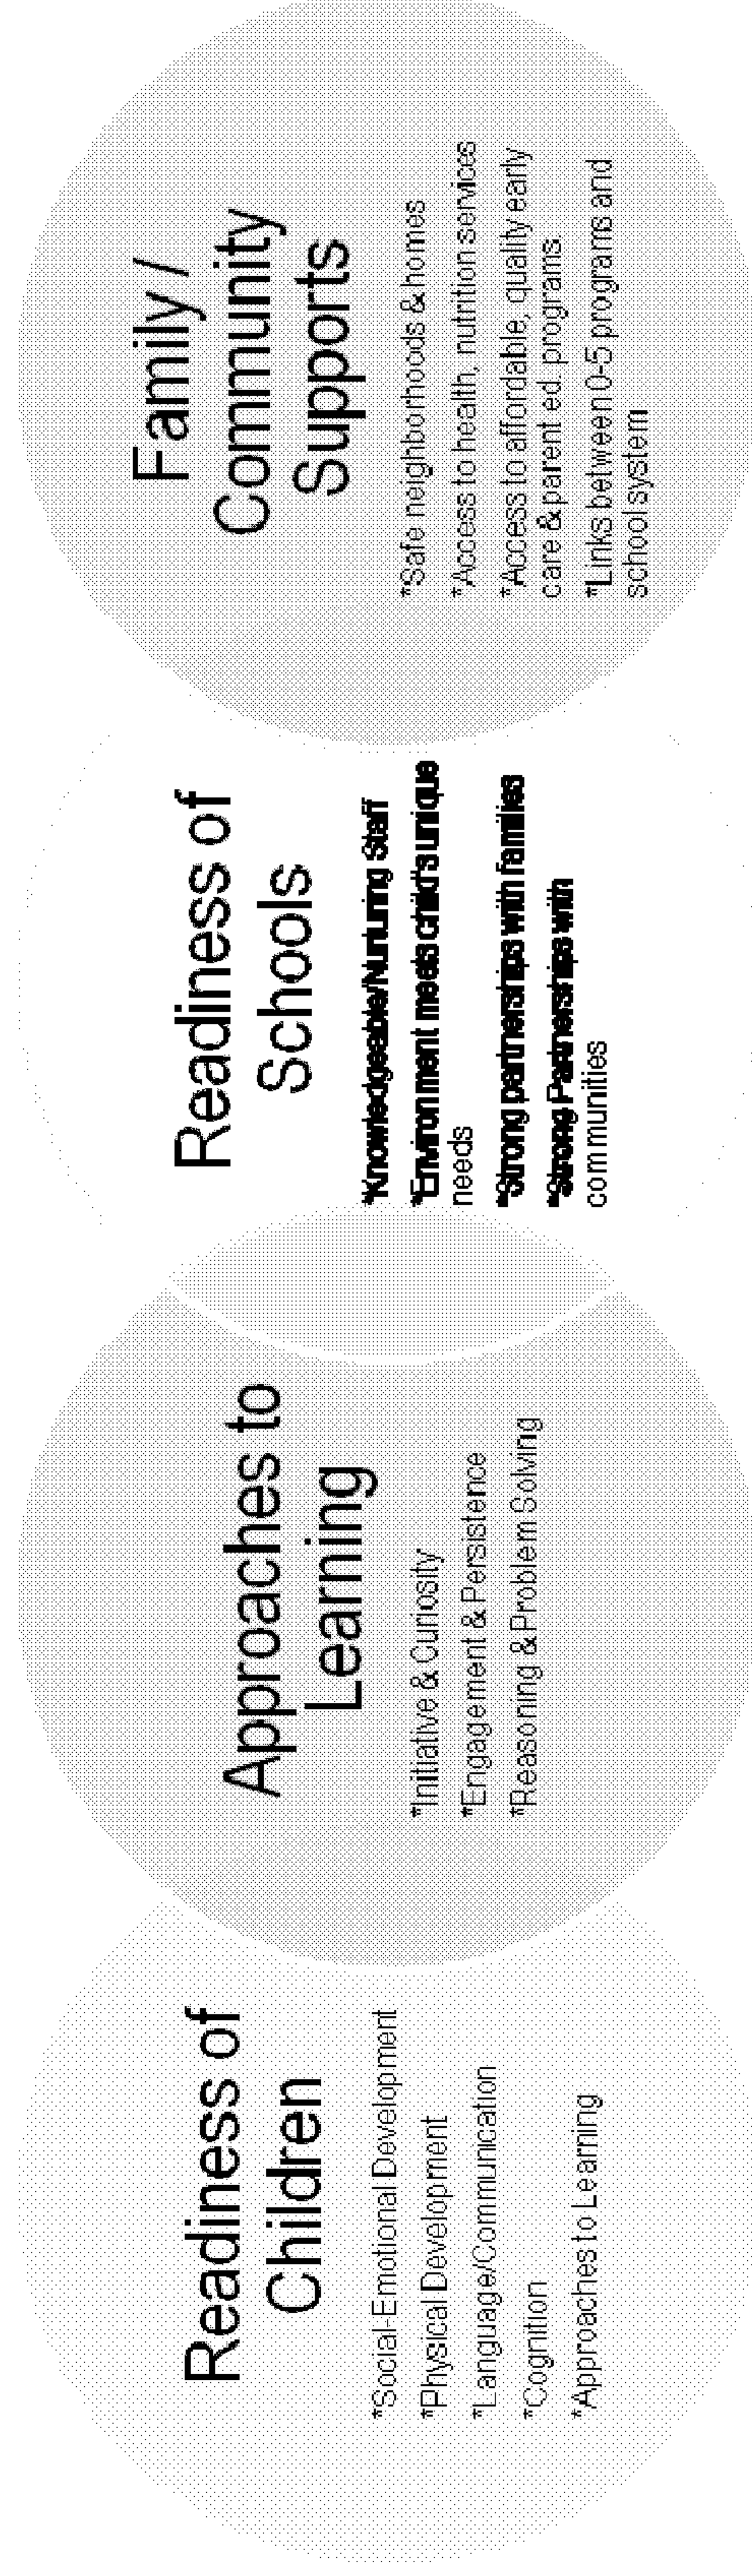 Readiness of
Children
*Social-Emotional Development
*Physical Development
*Language/Communication
*Cognition
*Approaches to Learning
Approaches to
Learning
*Initiative & Curiosity
*Engagement & Persistence
*Reasoning & Problem Solving
Readiness of
Schools
*Knowledgeable/Nurturing Staff
*Environment meets child's unique
needs
*Strong partnerships with families
*Strong Partnerships with
communities
Family /
Community
Supports
*Safe neighborhoods & homes
*Access to health, nutrition services
*Access to affordable, quality early
care & parent ed. programs.
*Links between 0-5 programs and
school system